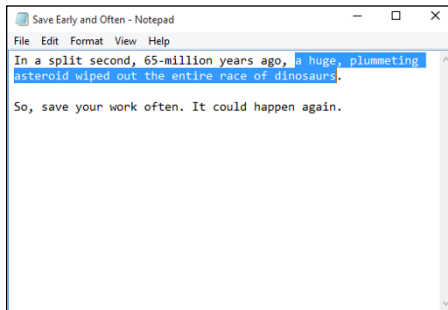 Save Early and Often - Notepad
File Edit Format View Help
In a split second, 65-million years ago, a huge, plummeting
asteroid wiped out the entire race of dinosaurs.
So, save your work often. It could happen again.